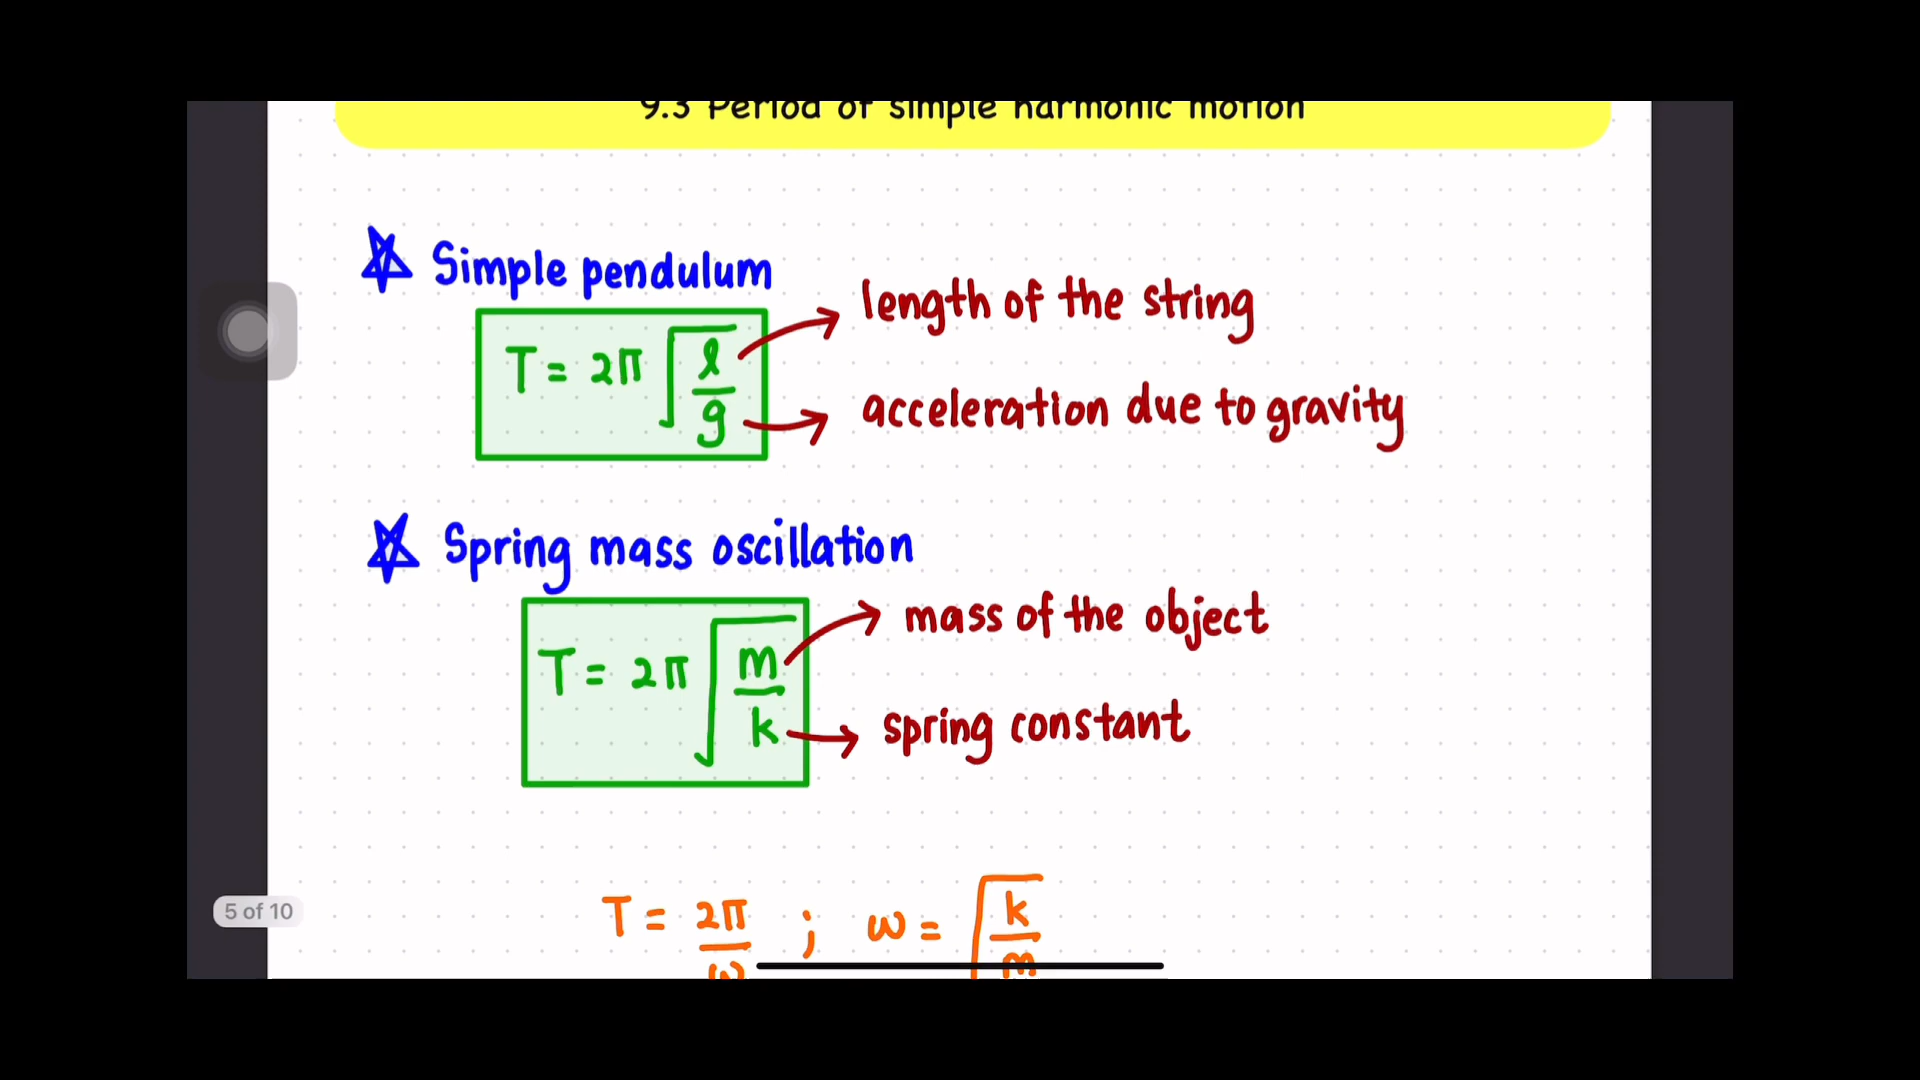 9.3 Period of simple harmonic motion
Simple pendulum
T = 2π √(l/g)
length of the string
acceleration due to gravity
Spring mass oscillation
T = 2π √(m/k)
mass of the object
spring constant
T = 2π/ω ; ω = √(k/m)
5 of 10